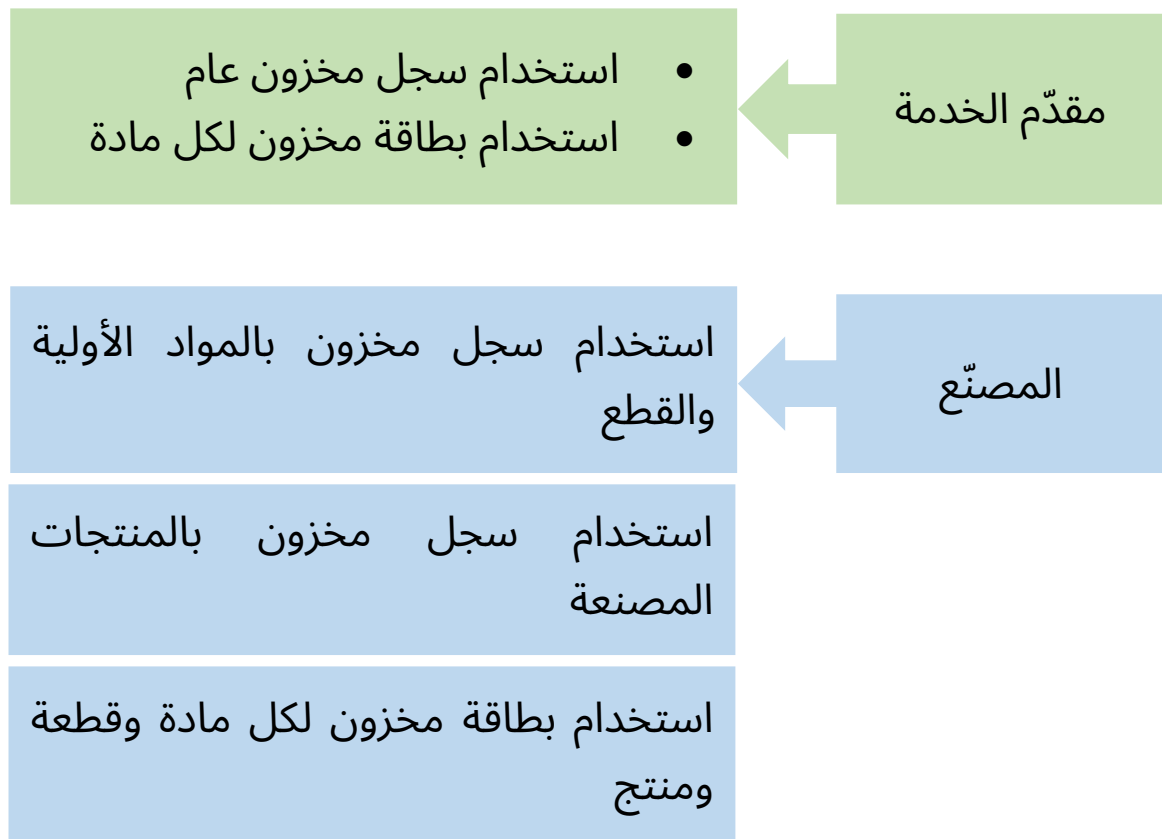 مقدّم الخدمة
• استخدام سجل مخزون عام
• استخدام بطاقة مخزون لكل مادة
المصنّع
استخدام سجل مخزون بالمواد الأولية
والقطع
استخدام سجل مخزون بالمنتجات
المصنعة
استخدام بطاقة مخزون لكل مادة وقطعة
ومنتج